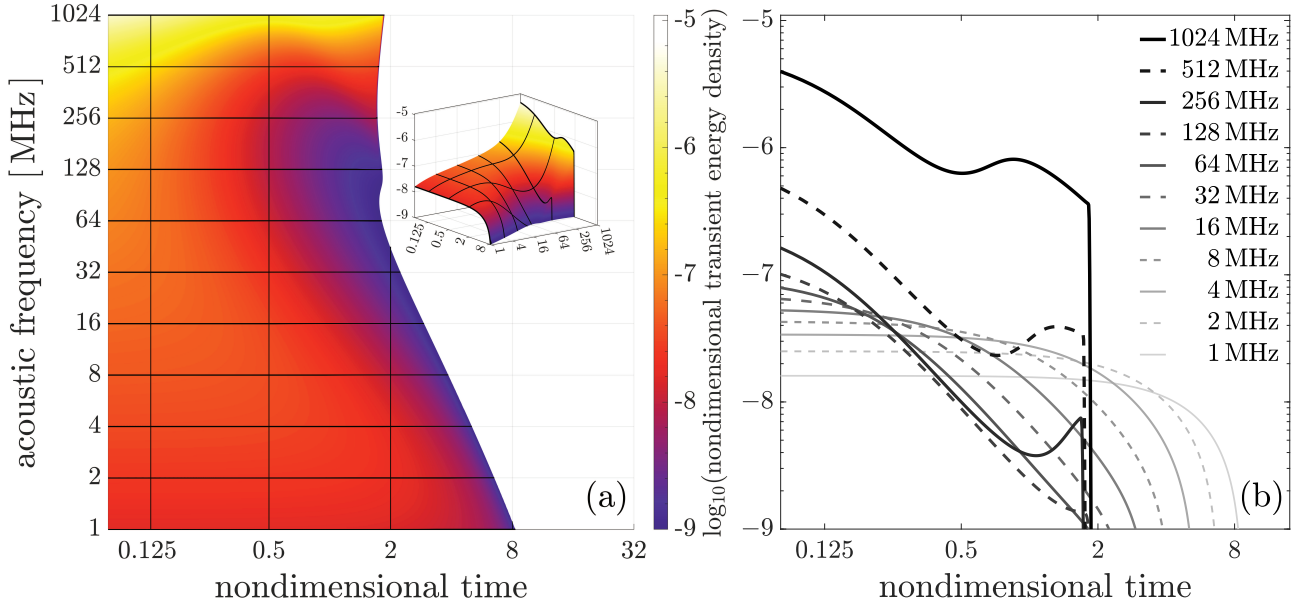 acoustic frequency [MHz]
1024
512
256
128
64
32
16
8
4
2
1
0.125
0.5
2
8
32
nondimensional time
(a)
-5
-6
-7
-8
-9
0.125
0.5
2
8
1
4
16
64
256
1024
-5
-6
-7
-8
-9
log₁₀(nondimensional transient energy density)
−5
−6
−7
−8
−9
0.125
0.5
2
8
nondimensional time
1024 MHz
512 MHz
256 MHz
128 MHz
64 MHz
32 MHz
16 MHz
8 MHz
4 MHz
2 MHz
1 MHz
(b)